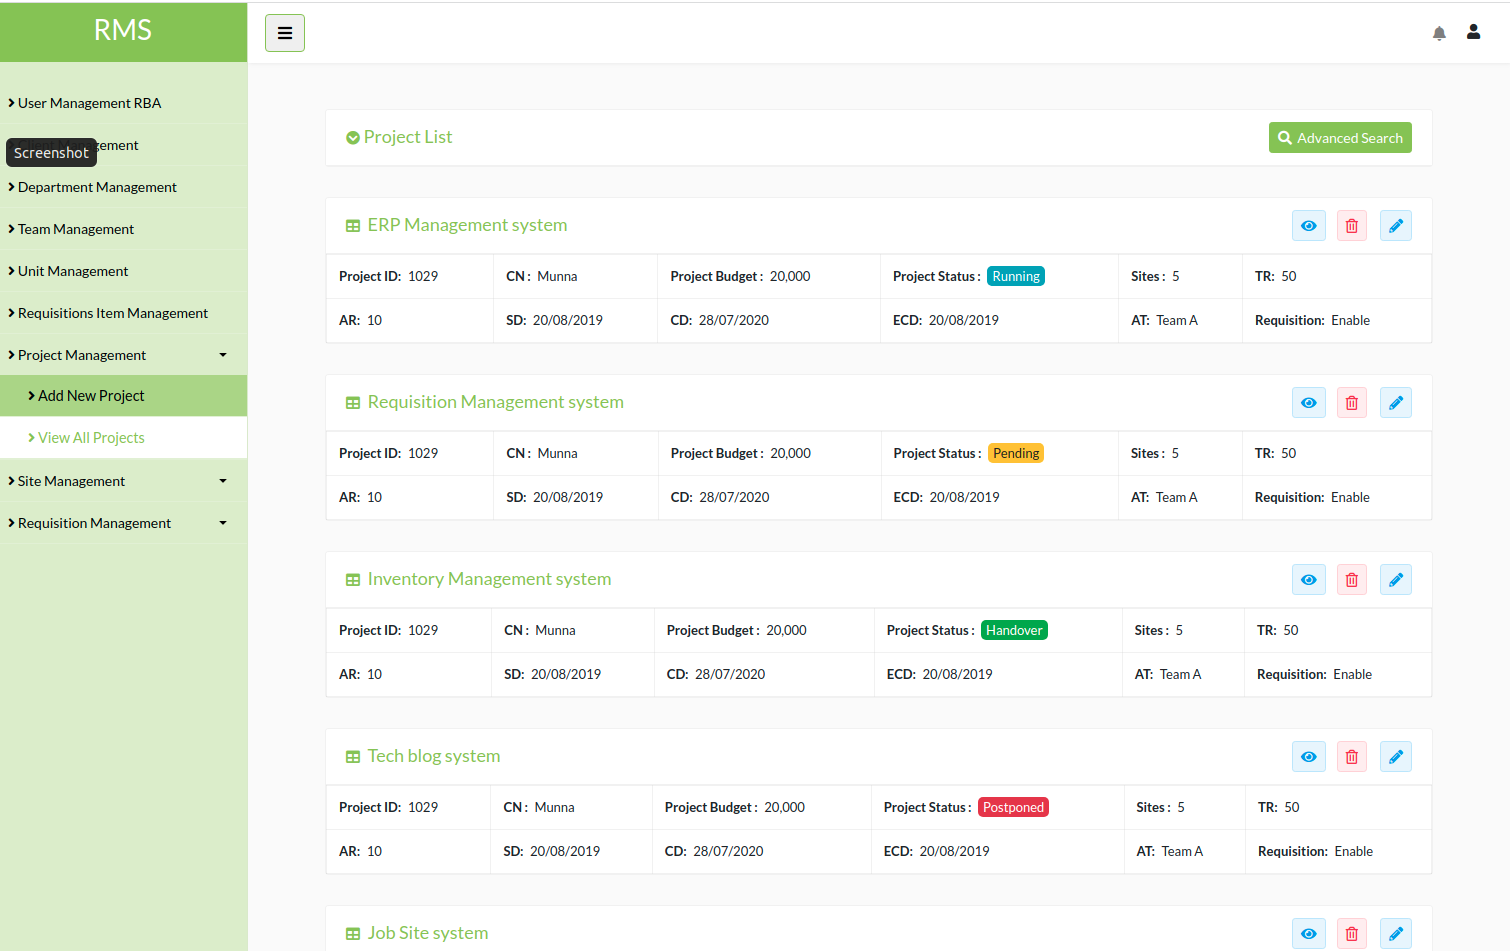 RMS
User Management RBA
Client Management
Screenshot
Department Management
Team Management
Unit Management
Requisitions Item Management
Project Management
Add New Project
View All Projects
Site Management
Requisition Management
Project List
Advanced Search
ERP Management system
Project ID: 1029 CN : Munna Project Budget : 20,000 Project Status : Running Sites : 5 TR: 50
AR: 10 SD: 20/08/2019 CD: 28/07/2020 ECD: 20/08/2019 AT: Team A Requisition: Enable
Requisition Management system
Project ID: 1029 CN : Munna Project Budget : 20,000 Project Status : Pending Sites : 5 TR: 50
AR: 10 SD: 20/08/2019 CD: 28/07/2020 ECD: 20/08/2019 AT: Team A Requisition: Enable
Inventory Management system
Project ID: 1029 CN : Munna Project Budget : 20,000 Project Status : Handover Sites : 5 TR: 50
AR: 10 SD: 20/08/2019 CD: 28/07/2020 ECD: 20/08/2019 AT: Team A Requisition: Enable
Tech blog system
Project ID: 1029 CN : Munna Project Budget : 20,000 Project Status : Postponed Sites : 5 TR: 50
AR: 10 SD: 20/08/2019 CD: 28/07/2020 ECD: 20/08/2019 AT: Team A Requisition: Enable
Job Site system